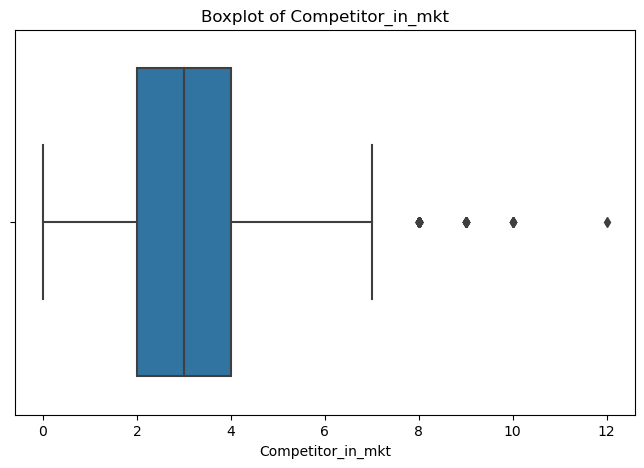 Boxplot of Competitor_in_mkt
0 2 4 6 8 10 12
Competitor_in_mkt